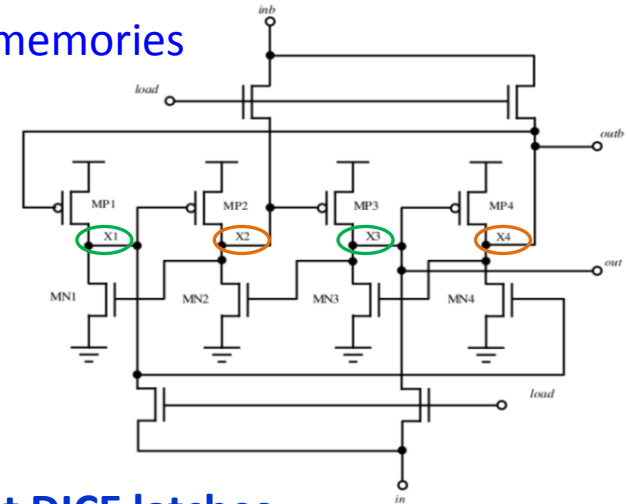 memories
inb
load
outb
MP1
MP2
MP3
MP4
X1
X2
X3
X4
out
MN1
MN2
MN3
MN4
load
in